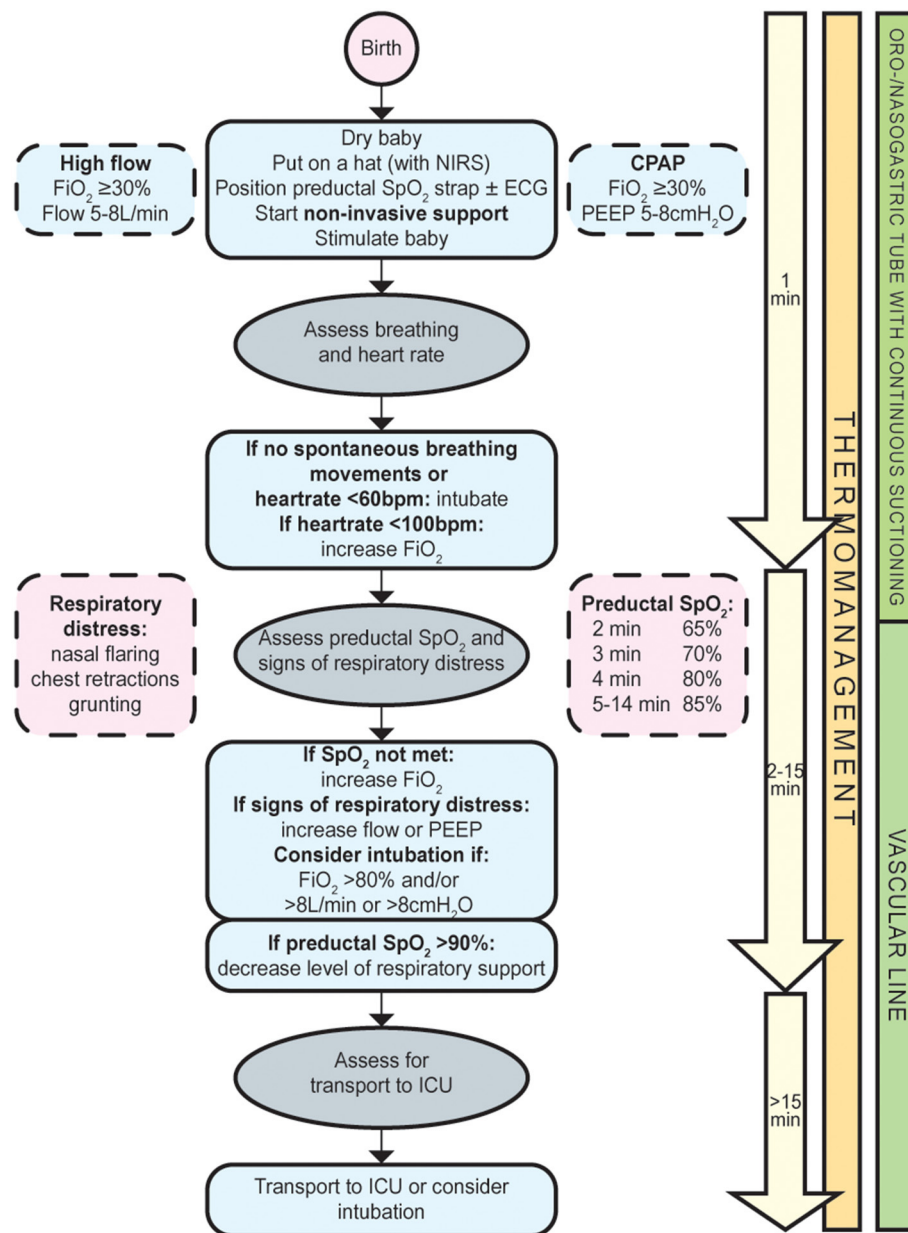 Birth
Dry baby
Put on a hat (with NIRS)
Position preductal SpO₂ strap ± ECG
Start non-invasive support
Stimulate baby
High flow
FiO₂ ≥30%
Flow 5-8L/min
CPAP
FiO₂ ≥30%
PEEP 5-8cmH₂O
Assess breathing
and heart rate
If no spontaneous breathing
movements or
heartrate <60bpm: intubate
If heartrate <100bpm:
increase FiO₂
Respiratory
distress:
nasal flaring
chest retractions
grunting
Assess preductal SpO₂ and
signs of respiratory distress
Preductal SpO₂:
2 min 65%
3 min 70%
4 min 80%
5-14 min 85%
If SpO₂ not met:
increase FiO₂
If signs of respiratory distress:
increase flow or PEEP
Consider intubation if:
FiO₂ >80% and/or
>8L/min or >8cmH₂O
If preductal SpO₂ >90%:
decrease level of respiratory support
Assess for
transport to ICU
Transport to ICU or consider
intubation
1
min
2-15
min
>15
min
THERMOMANAGEMENT
ORO-/NASOGASTRIC TUBE WITH CONTINUOUS SUCTIONING
VASCULAR LINE